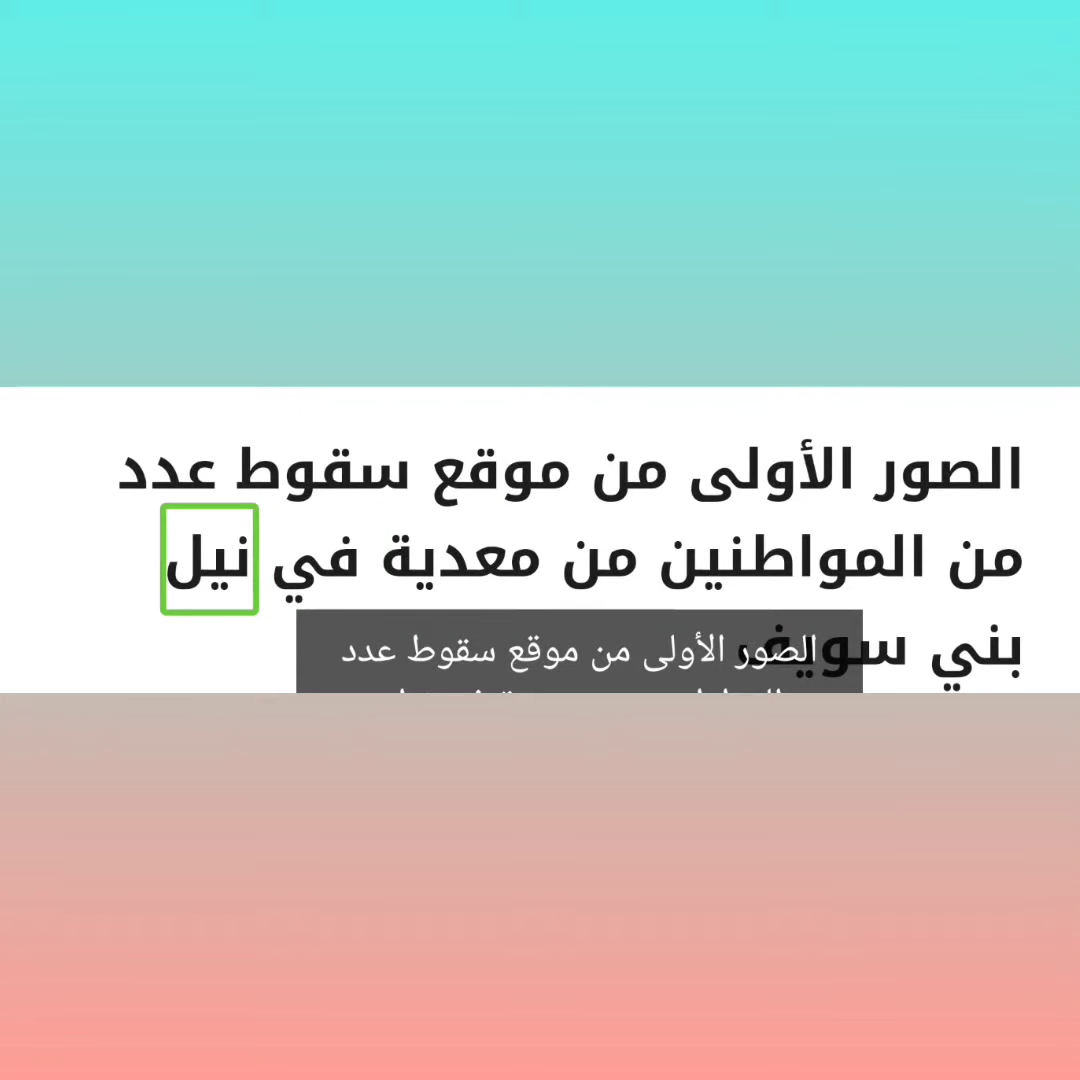 الصور الأولى من موقع سقوط عدد
من المواطنين من معدية في نيل
بني سويف
الصور الأولى من موقع سقوط عدد